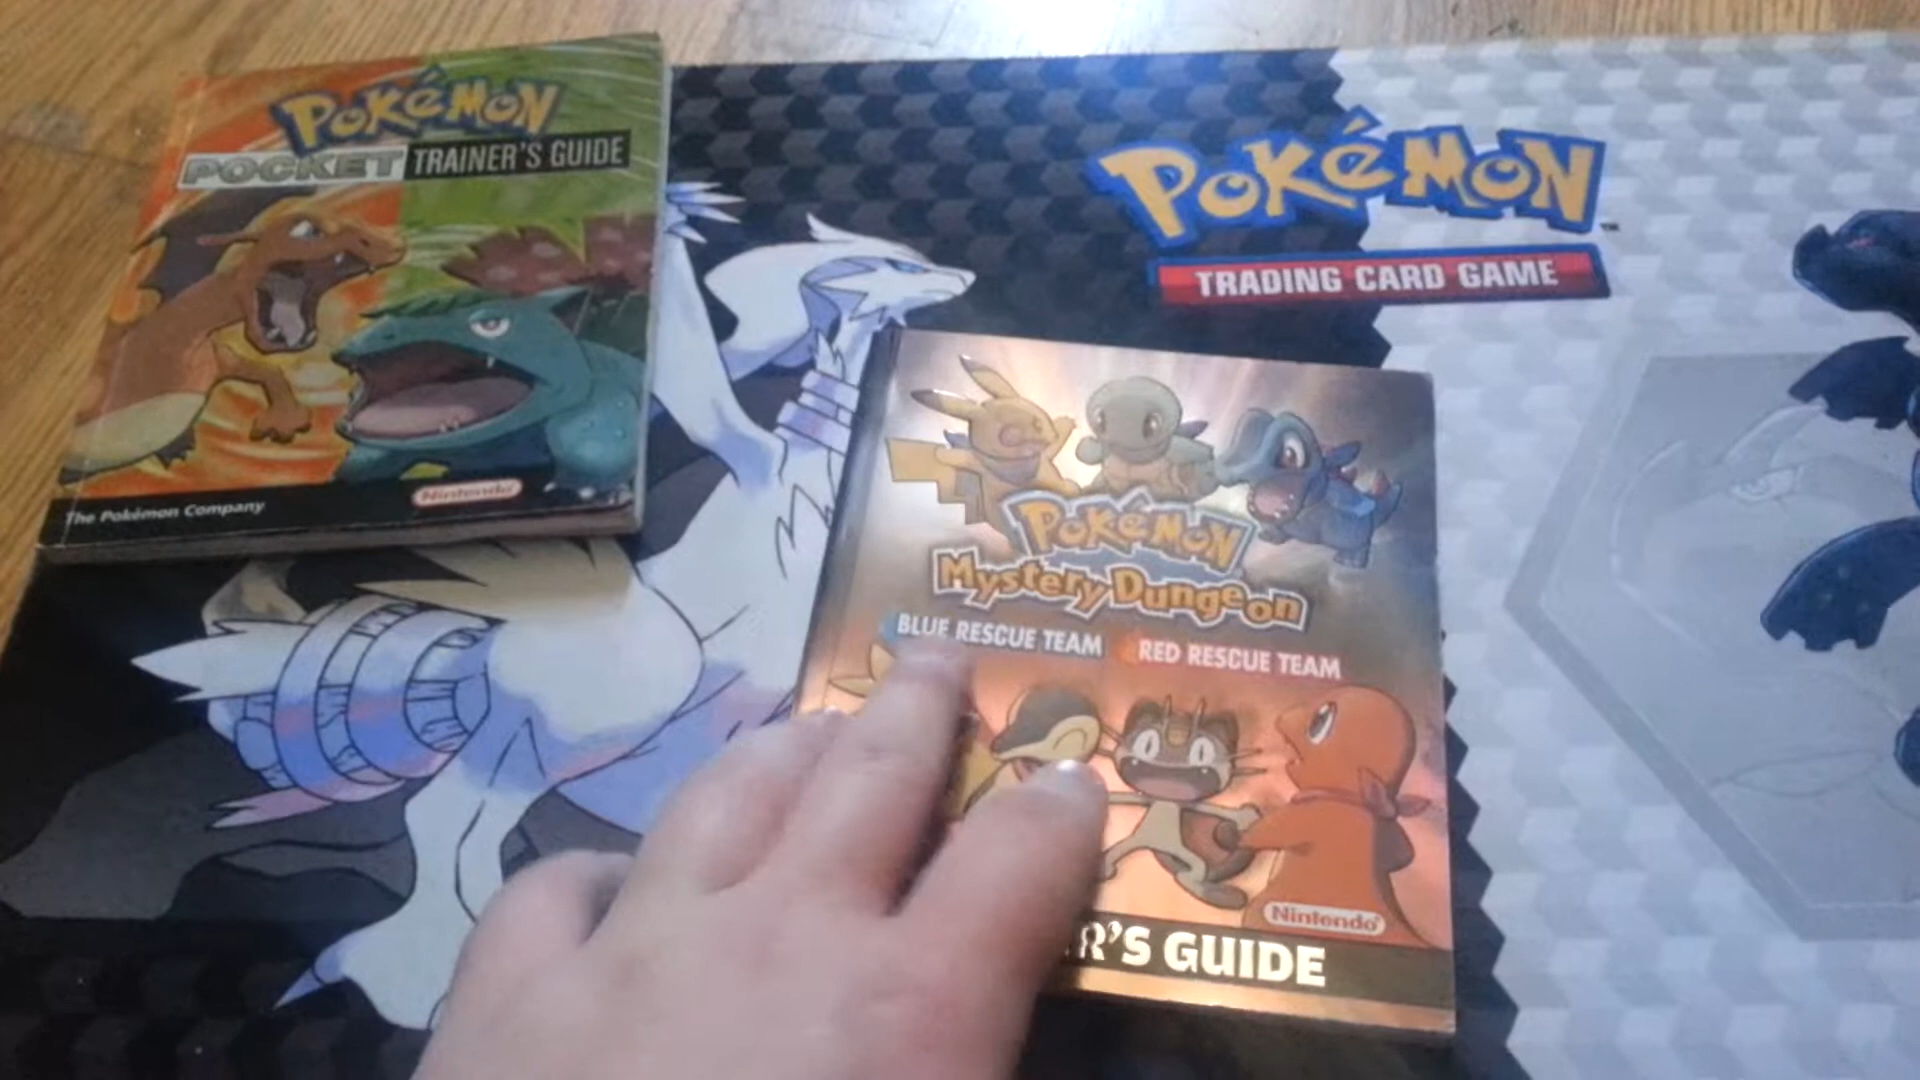 POKéMON
POCKET TRAINER'S GUIDE
The Pokémon Company
Nintendo
POKéMON
TRADING CARD GAME
POKéMON
Mystery Dungeon
BLUE RESCUE TEAM RED RESCUE TEAM
Nintendo
R'S GUIDE